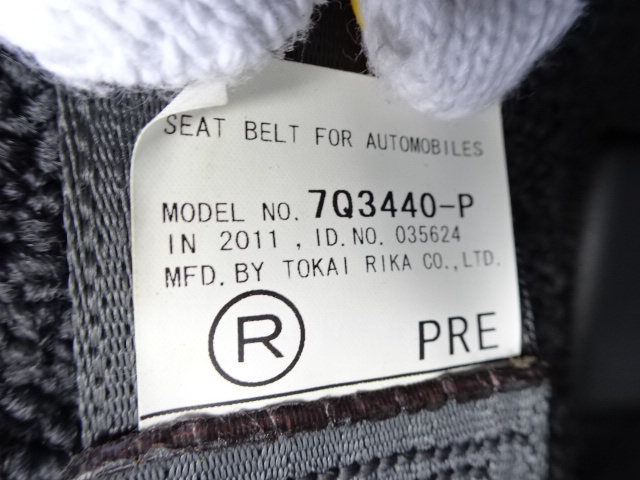 SEAT BELT FOR AUTOMOBILES
MODEL NO. 7Q3440-P
IN 2011 , ID. NO. 035624
MFD. BY TOKAI RIKA CO., LTD.
R PRE